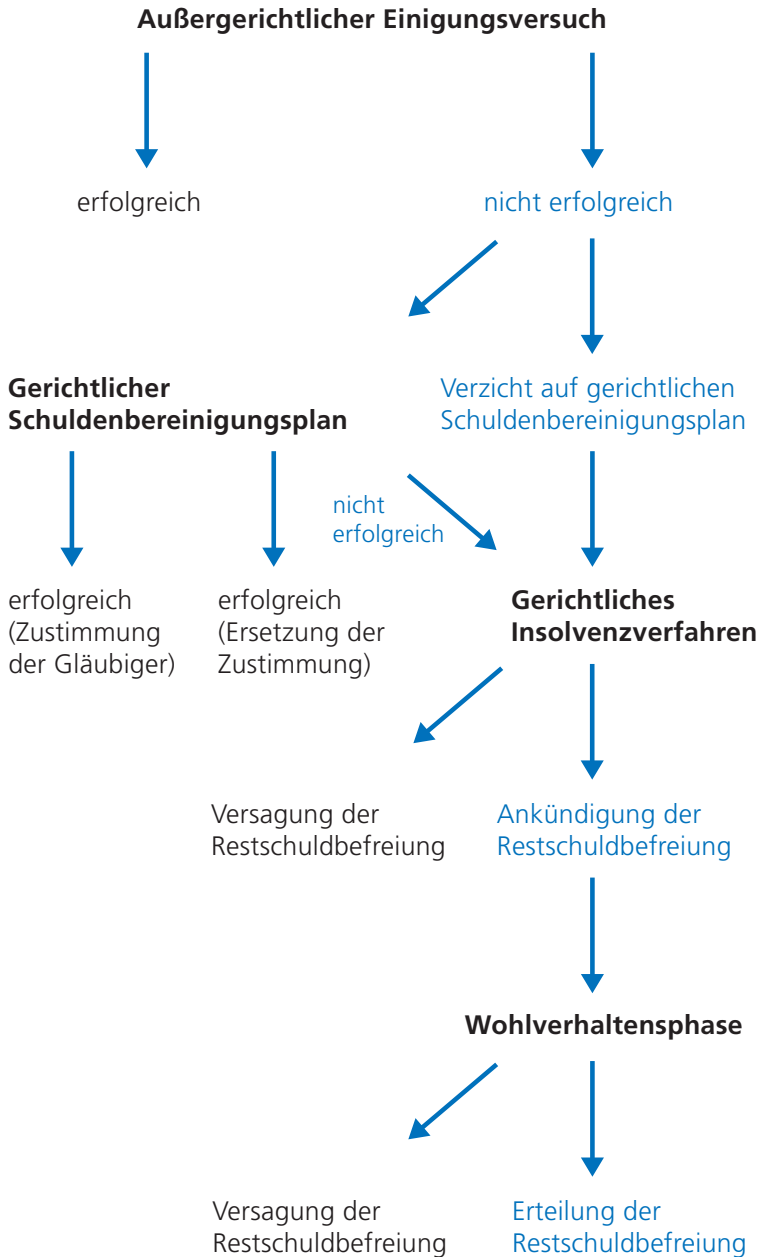 Außergerichtlicher Einigungsversuch
erfolgreich
nicht erfolgreich
Gerichtlicher
Schuldenbereinigungsplan
Verzicht auf gerichtlichen
Schuldenbereinigungsplan
nicht
erfolgreich
erfolgreich
(Zustimmung
der Gläubiger)
erfolgreich
(Ersetzung der
Zustimmung)
Gerichtliches
Insolvenzverfahren
Versagung der
Restschuldbefreiung
Ankündigung der
Restschuldbefreiung
Wohlverhaltensphase
Versagung der
Restschuldbefreiung
Erteilung der
Restschuldbefreiung